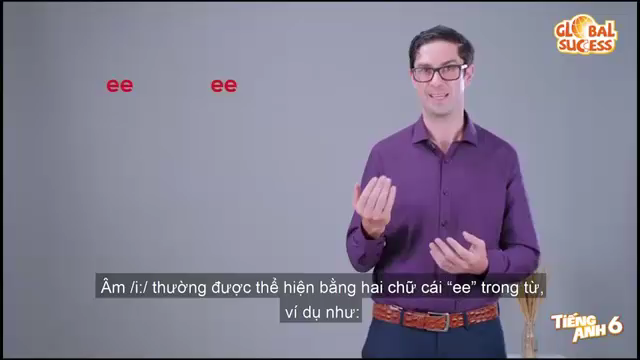 GLOBAL
SUCCESS
ee ee
Âm /i:/ thường được thể hiện bằng hai chữ cái “ee” trong từ,
ví dụ như:
TIẾNG
ANH 6